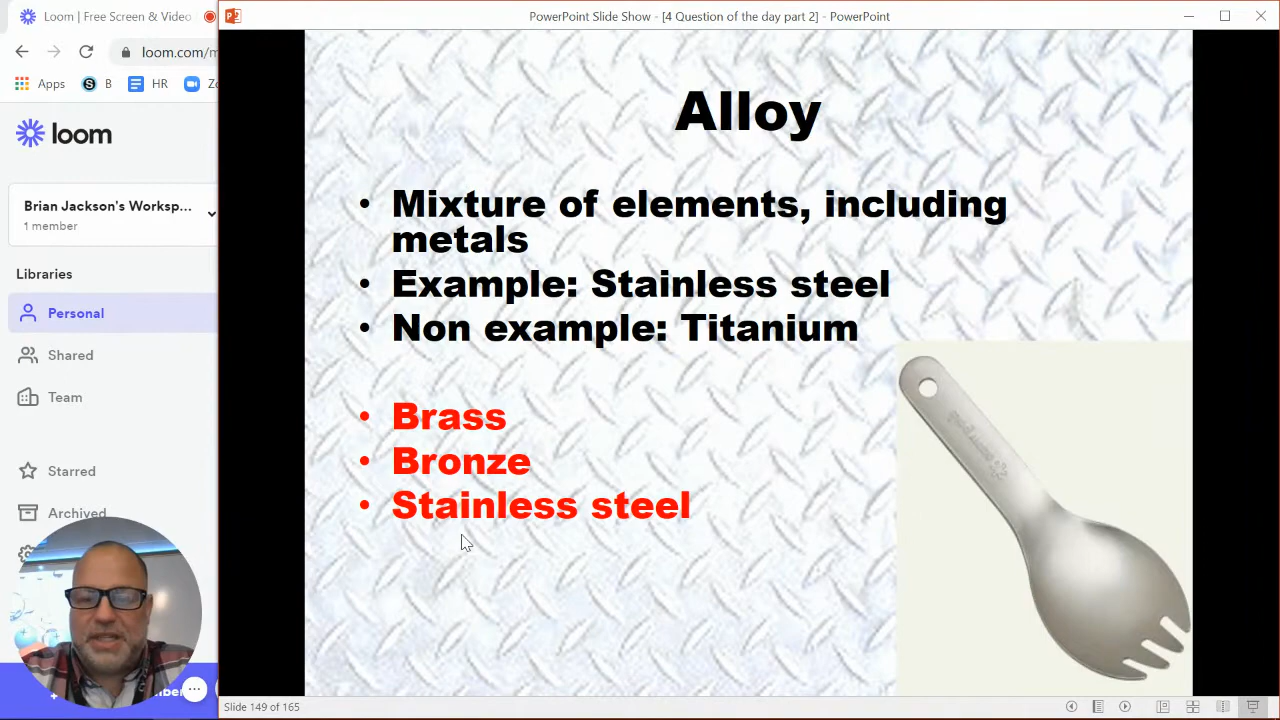 Loom | Free Screen & Video
PowerPoint Slide Show - [4 Question of the day part 2] - PowerPoint
loom.com/m
Apps
B
HR
loom
Brian Jackson's Worksp...
1 member
Libraries
Personal
Shared
Team
Starred
Archived
Alloy
• Mixture of elements, including
metals
• Example: Stainless steel
• Non example: Titanium
• Brass
• Bronze
• Stainless steel
Slide 149 of 165